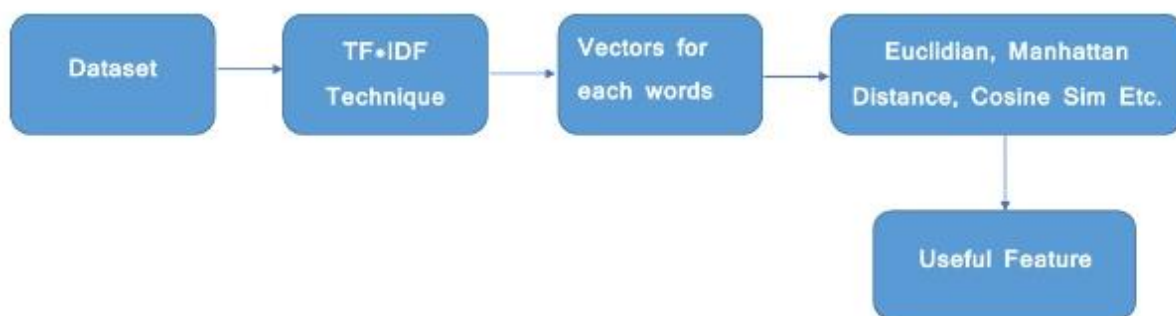 Dataset
TF•IDF
Technique
Vectors for
each words
Euclidian, Manhattan
Distance, Cosine Sim Etc.
Useful Feature